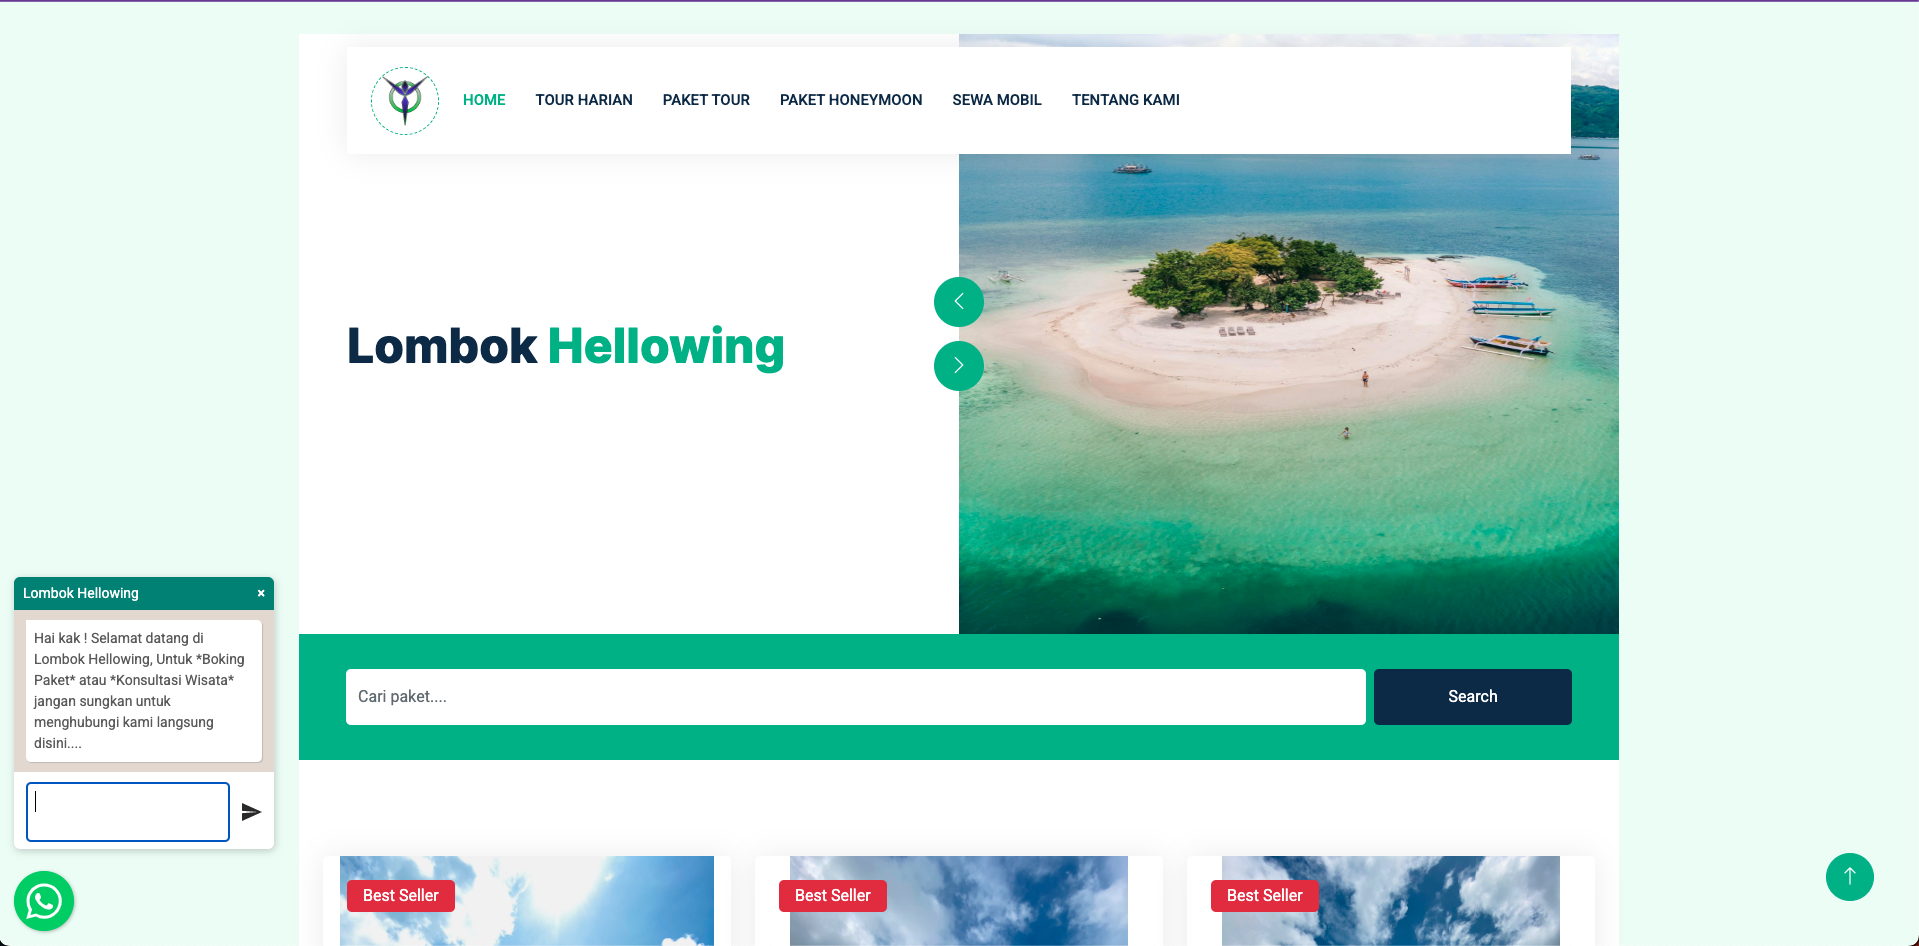 HOME TOUR HARIAN PAKET TOUR PAKET HONEYMOON SEWA MOBIL TENTANG KAMI
Lombok Hellowing
Lombok Hellowing ×
Hai kak ! Selamat datang di
Lombok Hellowing, Untuk *Boking
Paket* atau *Konsultasi Wisata*
jangan sungkan untuk
menghubungi kami langsung
disini....
Cari paket.... Search
Best Seller Best Seller Best Seller